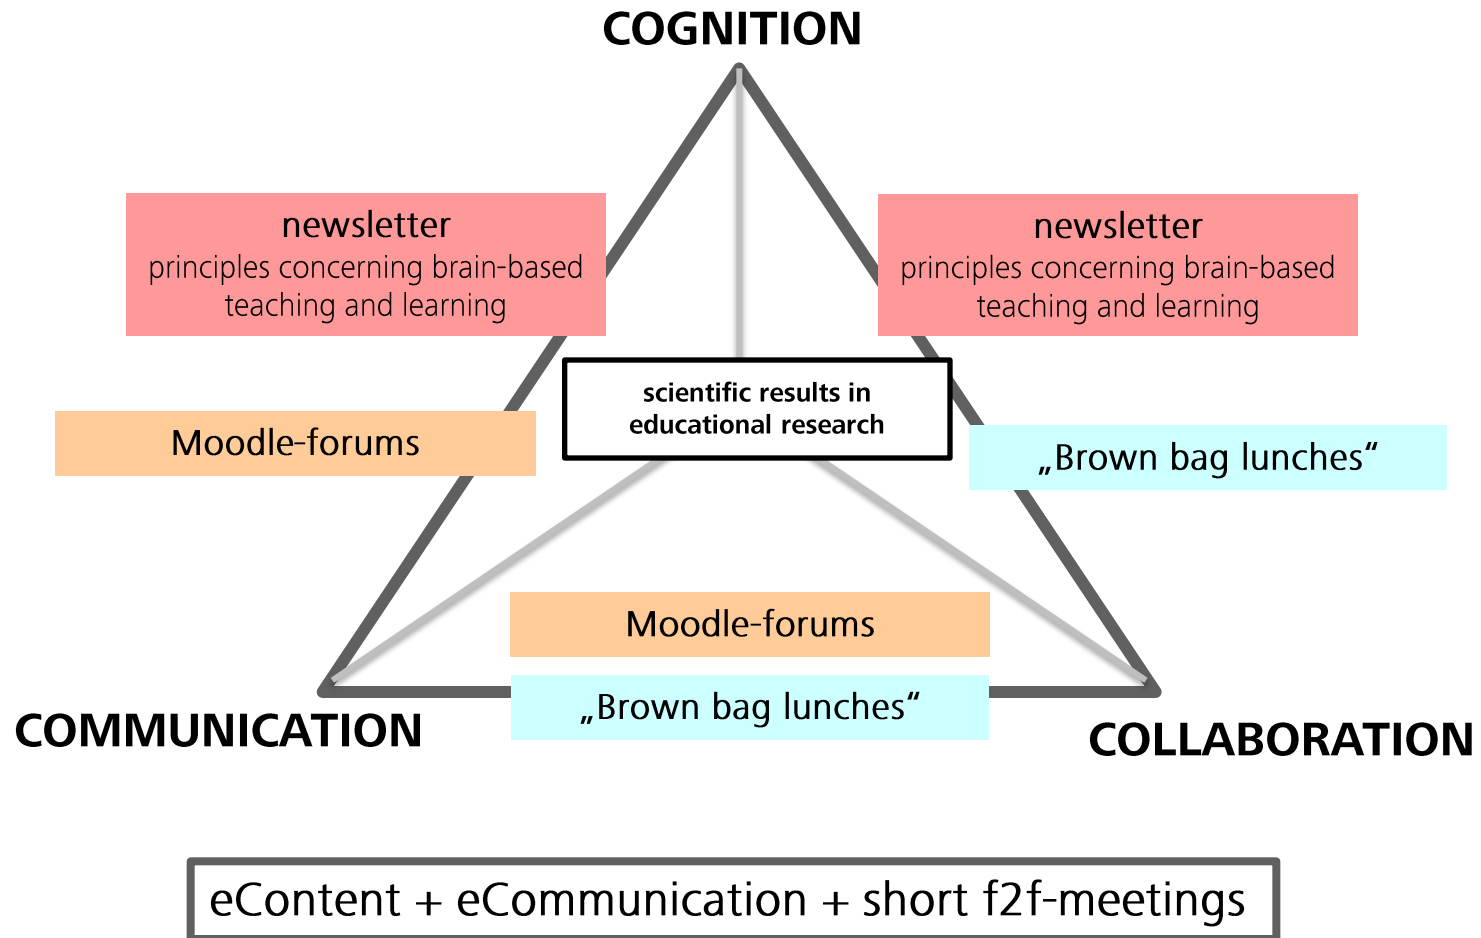 COGNITION
newsletter
principles concerning brain-based
teaching and learning
newsletter
principles concerning brain-based
teaching and learning
scientific results in
educational research
Moodle-forums
„Brown bag lunches“
Moodle-forums
„Brown bag lunches“
COMMUNICATION
COLLABORATION
eContent + eCommunication + short f2f-meetings